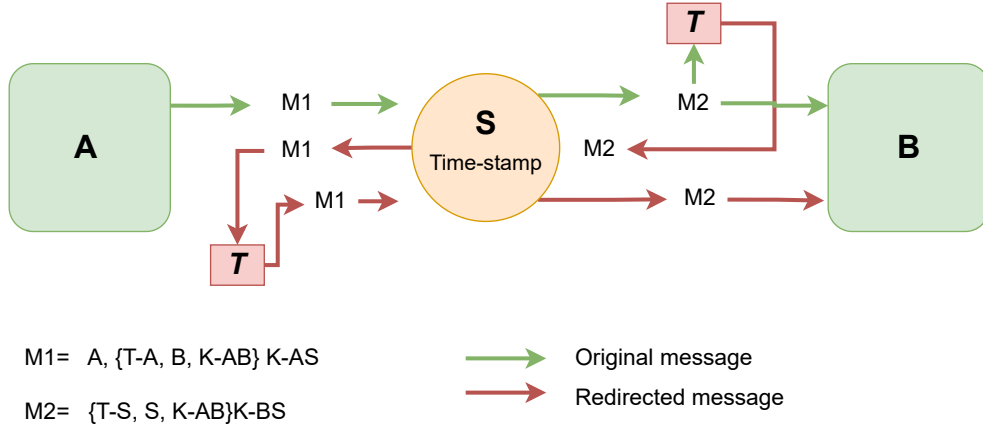 T
A
M1
S
M2
B
Time-stamp
M1
M2
M1
M2
T
M1= A, {T-A, B, K-AB} K-AS
Original message
Redirected message
M2= {T-S, S, K-AB}K-BS